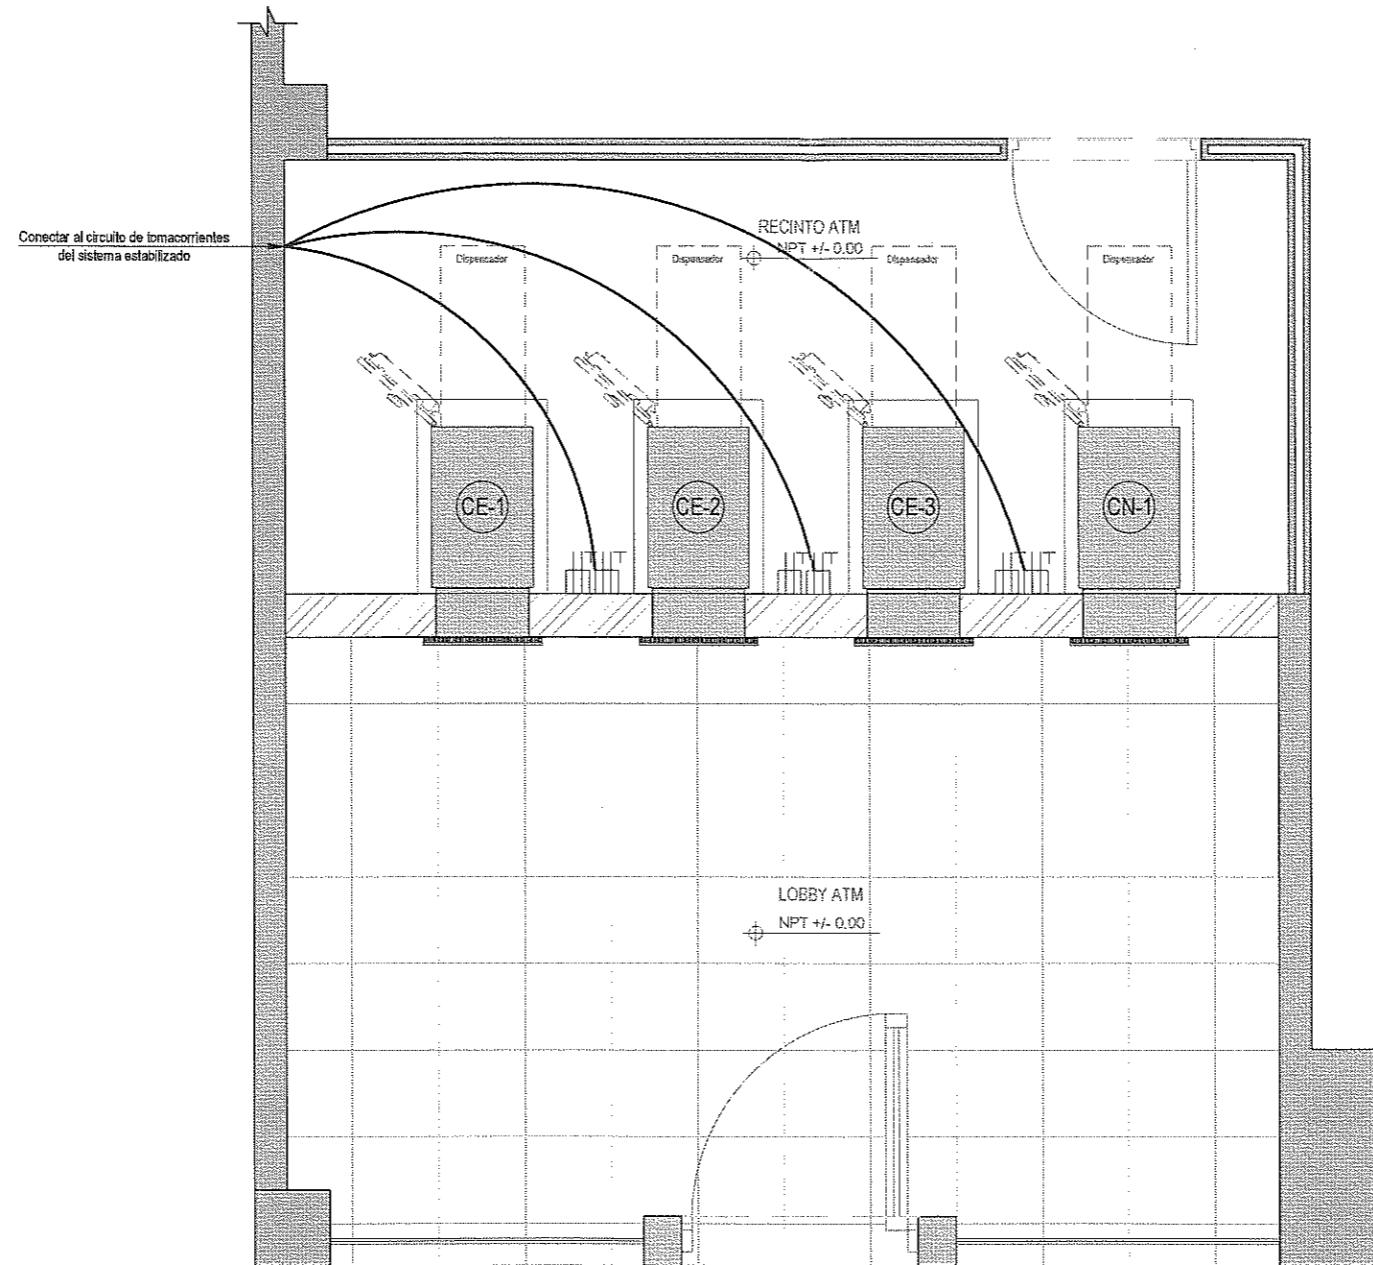 RECINTO ATM
NPT +/- 0.00
Conectar al circuito de tomacorrientes
del sistema estabilizado
Dispensador
Dispensador
Dispensador
Dispensador
CE-1
CE-2
CE-3
CN-1
LOBBY ATM
NPT +/- 0.00